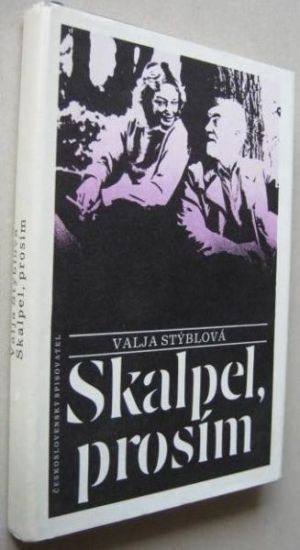 VALJA STÝBLOVÁ
Skalpel,
prosím
ČESKOSLOVENSKÝ SPISOVATEL
Valja Stýblová
Skalpel, prosím